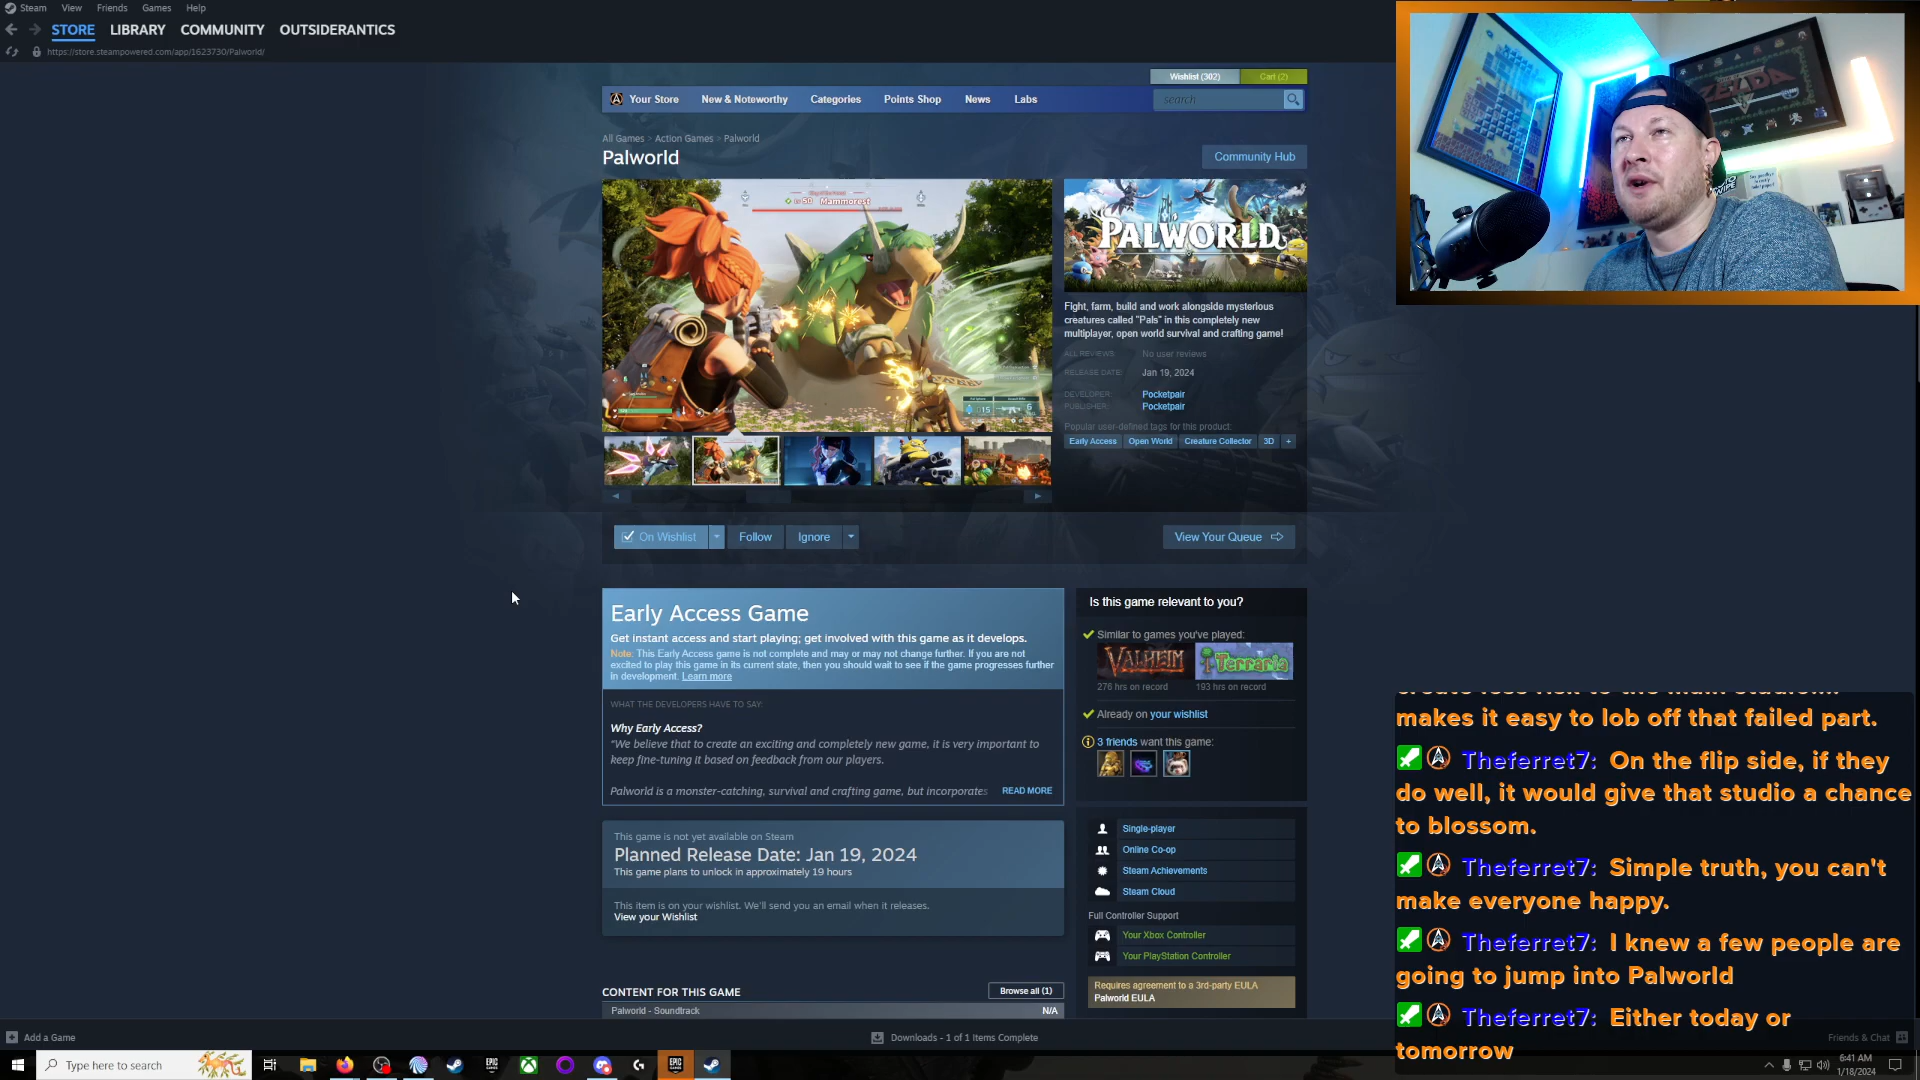 Steam View Friends Games Help
STORE LIBRARY COMMUNITY OUTSIDERANTICS
https://store.steampowered.com/app/1623730/Palworld/
Wishlist (302) Cart (2)
Your Store New & Noteworthy Categories Points Shop News Labs search
All Games > Action Games > Palworld
Palworld
Community Hub
50 Mammorest
PALWORLD
Fight, farm, build and work alongside mysterious
creatures called "Pals" in this completely new
multiplayer, open world survival and crafting game!
ALL REVIEWS: No user reviews
RELEASE DATE: Jan 19, 2024
DEVELOPER: Pocketpair
PUBLISHER: Pocketpair
Popular user-defined tags for this product:
Early Access Open World Creature Collector 3D +
On Wishlist Follow Ignore View Your Queue
Early Access Game
Get instant access and start playing; get involved with this game as it develops.
Note: This Early Access game is not complete and may or may not change further. If you are not
excited to play this game in its current state, then you should wait to see if the game progresses further
in development. Learn more
WHAT THE DEVELOPERS HAVE TO SAY:
Why Early Access?
"We believe that to create an exciting and completely new game, it is very important to
keep fine-tuning it based on feedback from our players.
Palworld is a monster-catching, survival and crafting game, but incorporates READ MORE
This game is not yet available on Steam
Planned Release Date: Jan 19, 2024
This game plans to unlock in approximately 19 hours
This item is on your wishlist. We'll send you an email when it releases.
View your Wishlist
CONTENT FOR THIS GAME Browse all (1)
Palworld - Soundtrack N/A
Is this game relevant to you?
Similar to games you've played:
VALHEIM Terraria
276 hrs on record 193 hrs on record
Already on your wishlist
3 friends want this game:
Single-player
Online Co-op
Steam Achievements
Steam Cloud
Full Controller Support
Your Xbox Controller
Your PlayStation Controller
Requires agreement to a 3rd-party EULA
Palworld EULA
ZELDA
makes it easy to lob off that failed part.
Theferret7: On the flip side, if they
do well, it would give that studio a chance
to blossom.
Theferret7: Simple truth, you can't
make everyone happy.
Theferret7: I knew a few people are
going to jump into Palworld
Theferret7: Either today or
tomorrow
Add a Game Downloads - 1 of 1 Items Complete Friends & Chat
Type here to search
6:41 AM
1/18/2024